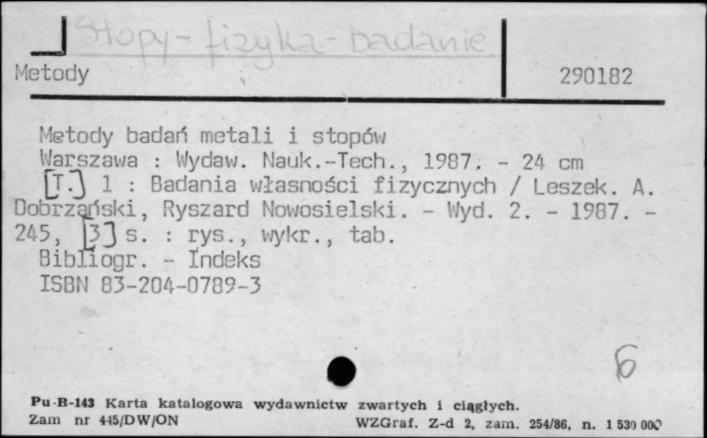 Stopy - fizyka - badanie
Metody
290182
Metody badań metali i stopów
Warszawa : Wydaw. Nauk.-Tech., 1987. - 24 cm
[T.] 1 : Badania własności fizycznych / Leszek. A.
Dobrzański, Ryszard Nowosielski. - Wyd. 2. - 1987. -
245, [3] s. : rys., wykr., tab.
Bibliogr. - Indeks
ISBN 83-204-0789-3
6
Pu-B-143 Karta katalogowa wydawnictw zwartych i ciągłych.
Zam nr 445/DW/ON WZGraf. Z-d 2, zam. 254/86, n. 1 530 000